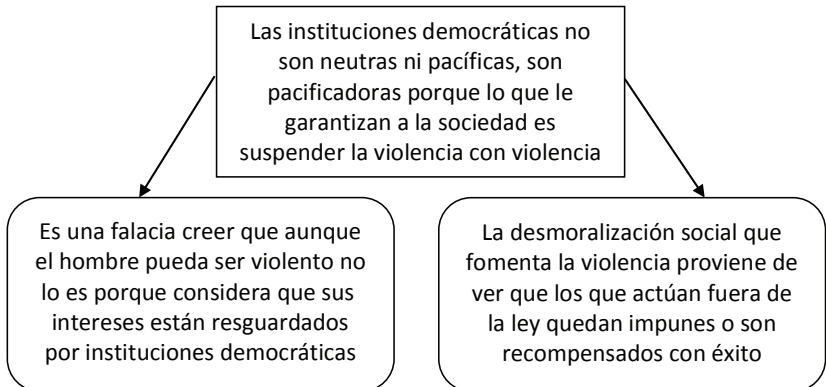 Las instituciones democráticas no
son neutras ni pacíficas, son
pacificadoras porque lo que le
garantizan a la sociedad es
suspender la violencia con violencia
Es una falacia creer que aunque
el hombre pueda ser violento no
lo es porque considera que sus
intereses están resguardados
por instituciones democráticas
La desmoralización social que
fomenta la violencia proviene de
ver que los que actúan fuera de
la ley quedan impunes o son
recompensados con éxito